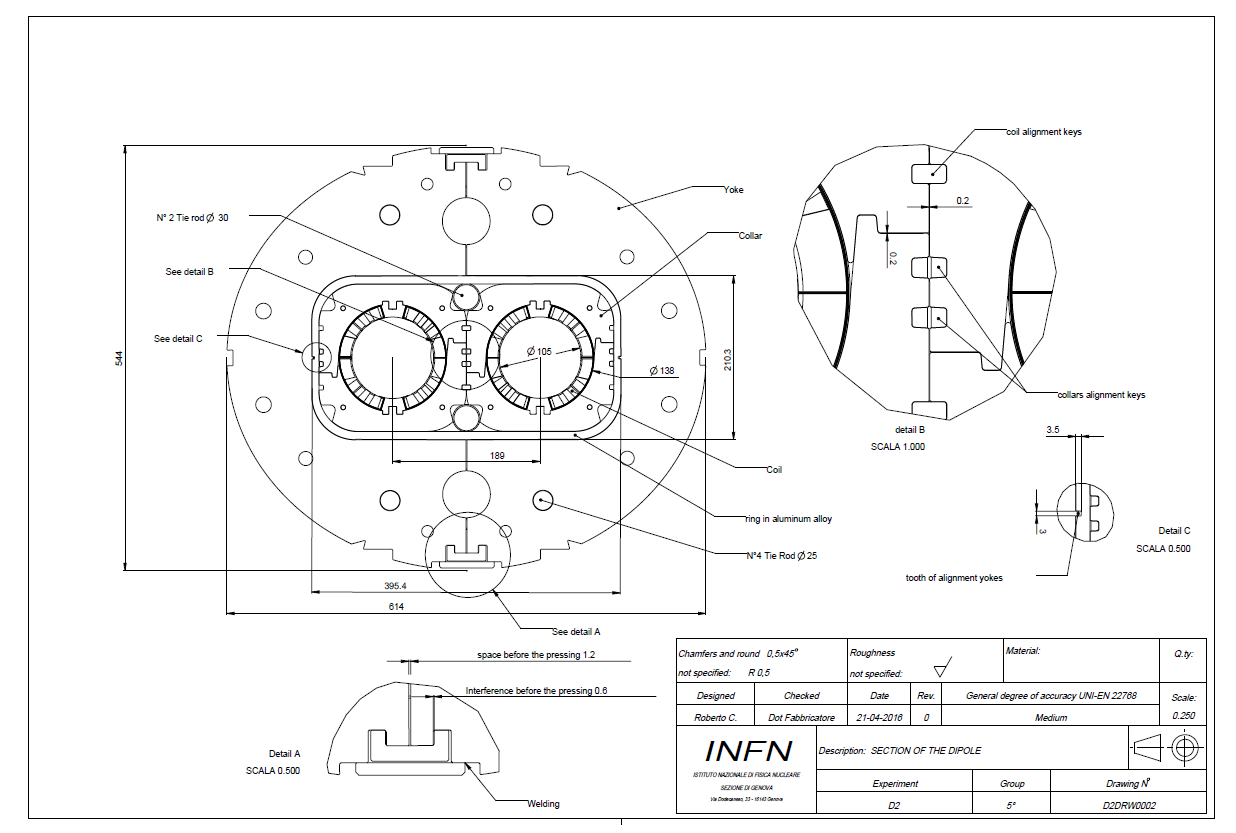 coil alignment keys
Yoke
0.2
N° 2 Tie rod Ø 30
Collar
0.2
See detail B
See detail C
Ø 105
544
210.3
Ø 138
collars alignment keys
detail B
SCALA 1.000
3.5
189
Coil
ring in aluminum alloy
Detail C
SCALA 0.500
3
N°4 Tie Rod Ø 25
tooth of alignment yokes
395.4
614
See detail A
space before the pressing 1.2
Interference before the pressing 0.6
Detail A
SCALA 0.500
Welding
Chamfers and round 0,5x45°
not specified: R 0,5
Roughness
not specified:
Material:
Q.ty:
Designed Checked Date Rev. General degree of accuracy UNI-EN 22768
Scale:
Roberto C. Dot Fabbricatore 21-04-2016 0 Medium
0.250
INFN
ISTITUTO NAZIONALE DI FISICA NUCLEARE
SEZIONE DI GENOVA
Via Dodecaneso, 33 - 16143 Genova
Description: SECTION OF THE DIPOLE
Experiment Group Drawing N°
D2 5° D2DRW0002